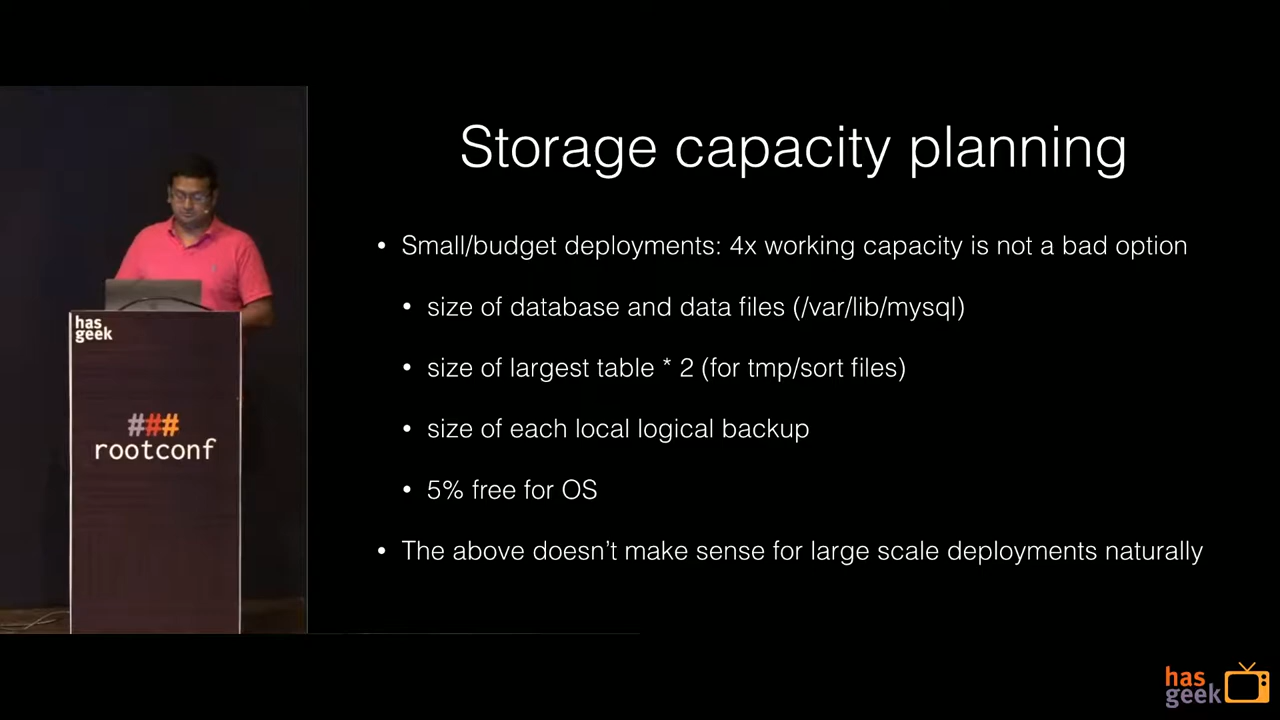 Storage capacity planning
• Small/budget deployments: 4x working capacity is not a bad option
• size of database and data files (/var/lib/mysql)
• size of largest table * 2 (for tmp/sort files)
• size of each local logical backup
• 5% free for OS
• The above doesn’t make sense for large scale deployments naturally
has
geek
###
rootconf
has
geek